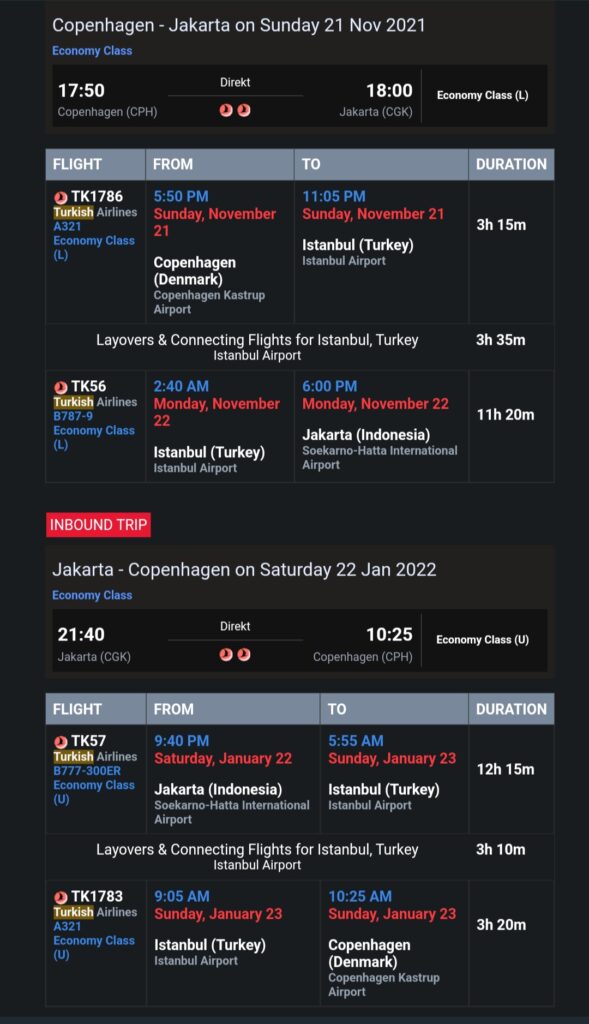 Copenhagen - Jakarta on Sunday 21 Nov 2021
Economy Class
Direkt
17:50
18:00
Economy Class (L)
Copenhagen (CPH)
Jakarta (CGK)
FLIGHT
FROM
TO
DURATION
TK1786
Turkish Airlines
A321
Economy Class
(L)
5:50 PM
Sunday, November
21
Copenhagen
(Denmark)
Copenhagen Kastrup
Airport
11:05 PM
Sunday, November 21
Istanbul (Turkey)
Istanbul Airport
3h 15m
Layovers & Connecting Flights for Istanbul, Turkey
Istanbul Airport
3h 35m
TK56
Turkish Airlines
B787-9
Economy Class
(L)
2:40 AM
Monday, November
22
Istanbul (Turkey)
Istanbul Airport
6:00 PM
Monday, November 22
Jakarta (Indonesia)
Soekarno-Hatta International
Airport
11h 20m
INBOUND TRIP
Jakarta - Copenhagen on Saturday 22 Jan 2022
Economy Class
Direkt
21:40
10:25
Economy Class (U)
Jakarta (CGK)
Copenhagen (CPH)
FLIGHT
FROM
TO
DURATION
TK57
Turkish Airlines
B777-300ER
Economy Class
(U)
9:40 PM
Saturday, January 22
Jakarta (Indonesia)
Soekarno-Hatta International
Airport
5:55 AM
Sunday, January 23
Istanbul (Turkey)
Istanbul Airport
12h 15m
Layovers & Connecting Flights for Istanbul, Turkey
Istanbul Airport
3h 10m
TK1783
Turkish Airlines
A321
Economy Class
(U)
9:05 AM
Sunday, January 23
Istanbul (Turkey)
Istanbul Airport
10:25 AM
Sunday, January 23
Copenhagen
(Denmark)
Copenhagen Kastrup
Airport
3h 20m